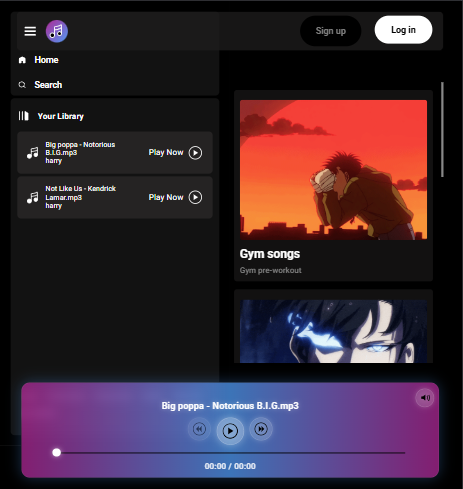 Sign up
Log in
Home
Search
Your Library
Big poppa - Notorious
B.I.G.mp3
harry
Play Now
Not Like Us - Kendrick
Lamar.mp3
harry
Play Now
Gym songs
Gym pre-workout
Big poppa - Notorious B.I.G.mp3
00:00 / 00:00